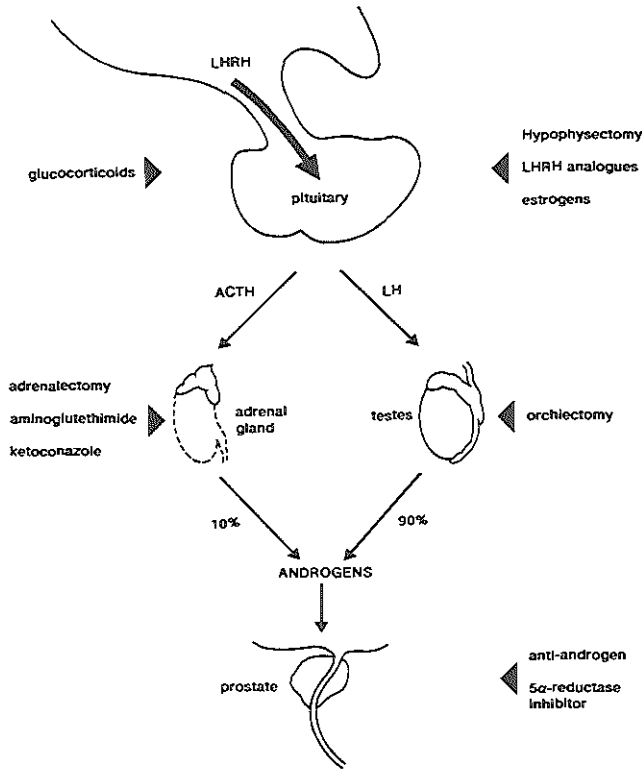 LHRH
glucocorticoids
pituitary
Hypophysectomy
LHRH analogues
estrogens
ACTH
LH
adrenalectomy
aminoglutethimide
ketoconazole
adrenal
gland
testes
orchiectomy
10%
90%
ANDROGENS
prostate
anti-androgen
5α-reductase
inhibitor